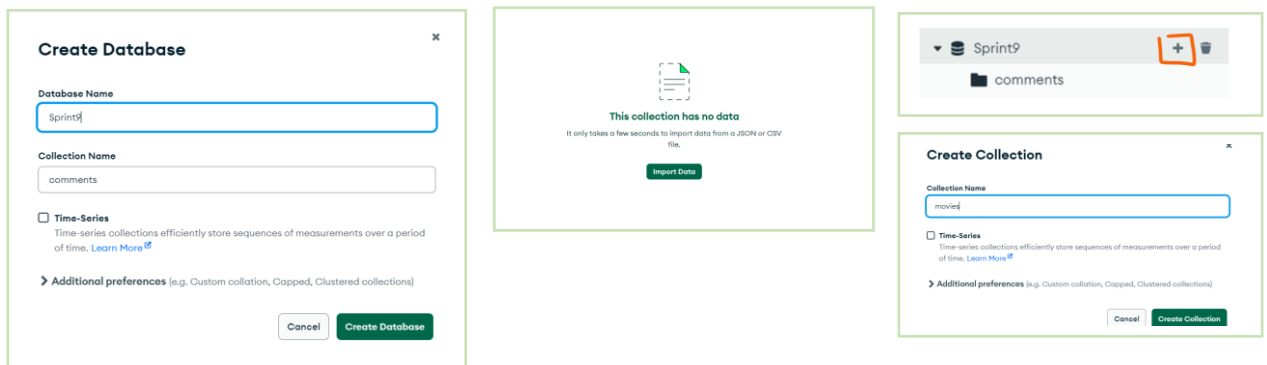 Create Database
Database Name
Sprint9
Collection Name
comments
Time-Series
Time-series collections efficiently store sequences of measurements over a period
of time. Learn More
Additional preferences (e.g. Custom collation, Capped, Clustered collections)
Cancel
Create Database
This collection has no data
It only takes a few seconds to import data from a JSON or CSV
file.
Import Data
Sprint9
comments
Create Collection
Collection Name
movies
Time-Series
Time-series collections efficiently store sequences of measurements over a period
of time. Learn More
Additional preferences (e.g. Custom collation, Capped, Clustered collections)
Cancel
Create Collection